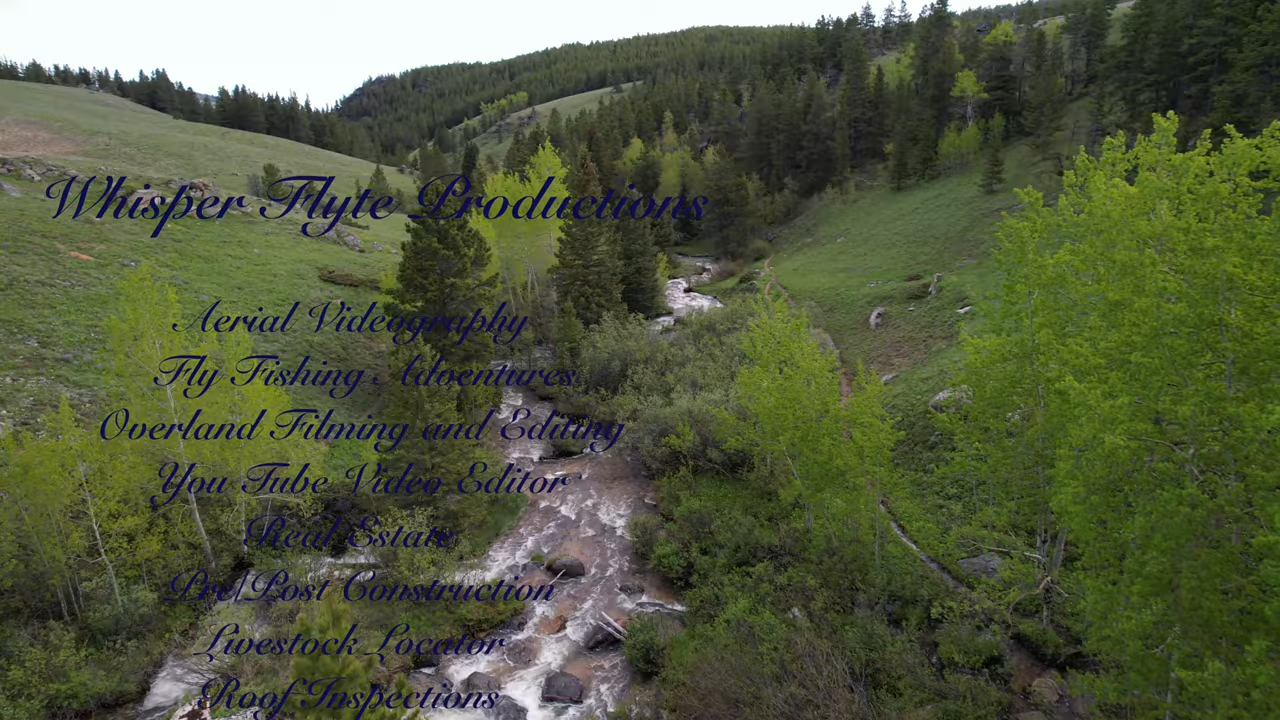 Whisper Flyte Productions
Aerial Videography
Fly Fishing Adventures
Overland Filming and Editing
You Tube Video Editor
Real Estate
Pre/Post Construction
Livestock Locator
Roof Inspections